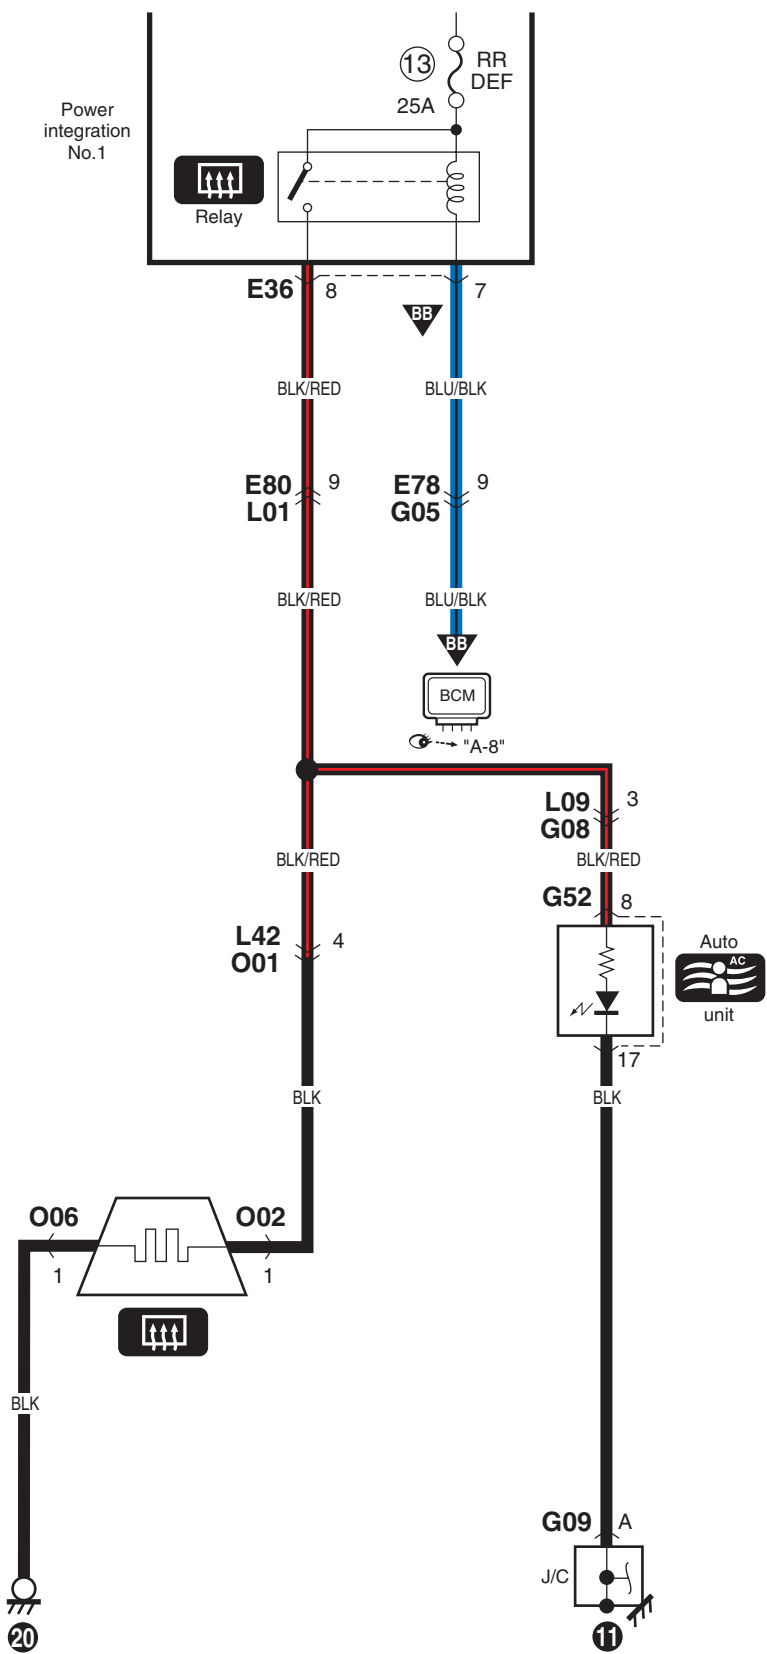 13
RR
DEF
25A
Power
integration
No.1
Relay
E36 8
7
BB
BLK/RED
BLU/BLK
E80 9
L01
E78 9
G05
BLK/RED
BLU/BLK
BB
BCM
"A-8"
L09 3
G08
BLK/RED
BLK/RED
G52 8
L42 4
O01
Auto
AC
unit
17
BLK
BLK
O06
O02
1
1
BLK
G09 A
J/C
20
11